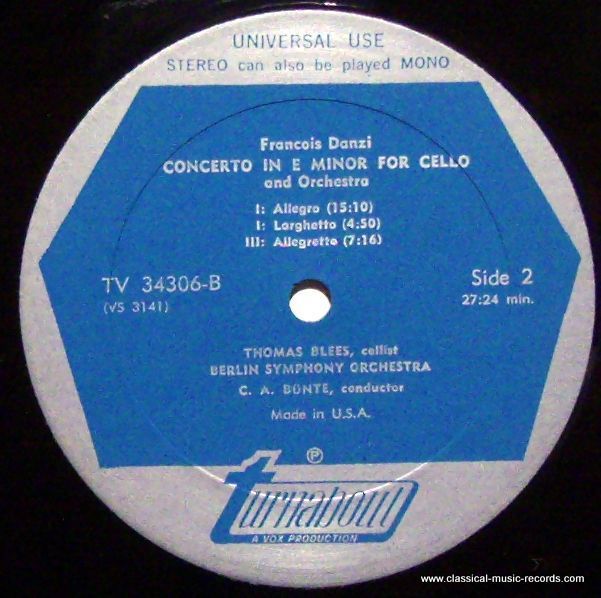 UNIVERSAL USE
STEREO can also be played MONO
Francois Danzi
CONCERTO IN E MINOR FOR CELLO
and Orchestra
I: Allegro (15:10)
I: Larghetto (4:50)
III: Allegretto (7:16)
TV 34306-B
(VS 3141)
Side 2
27:24 min.
THOMAS BLEES, cellist
BERLIN SYMPHONY ORCHESTRA
C. A. BÜNTE, conductor
Made in U.S.A.
℗
turnabout
A VOX PRODUCTION
www.classical-music-records.com